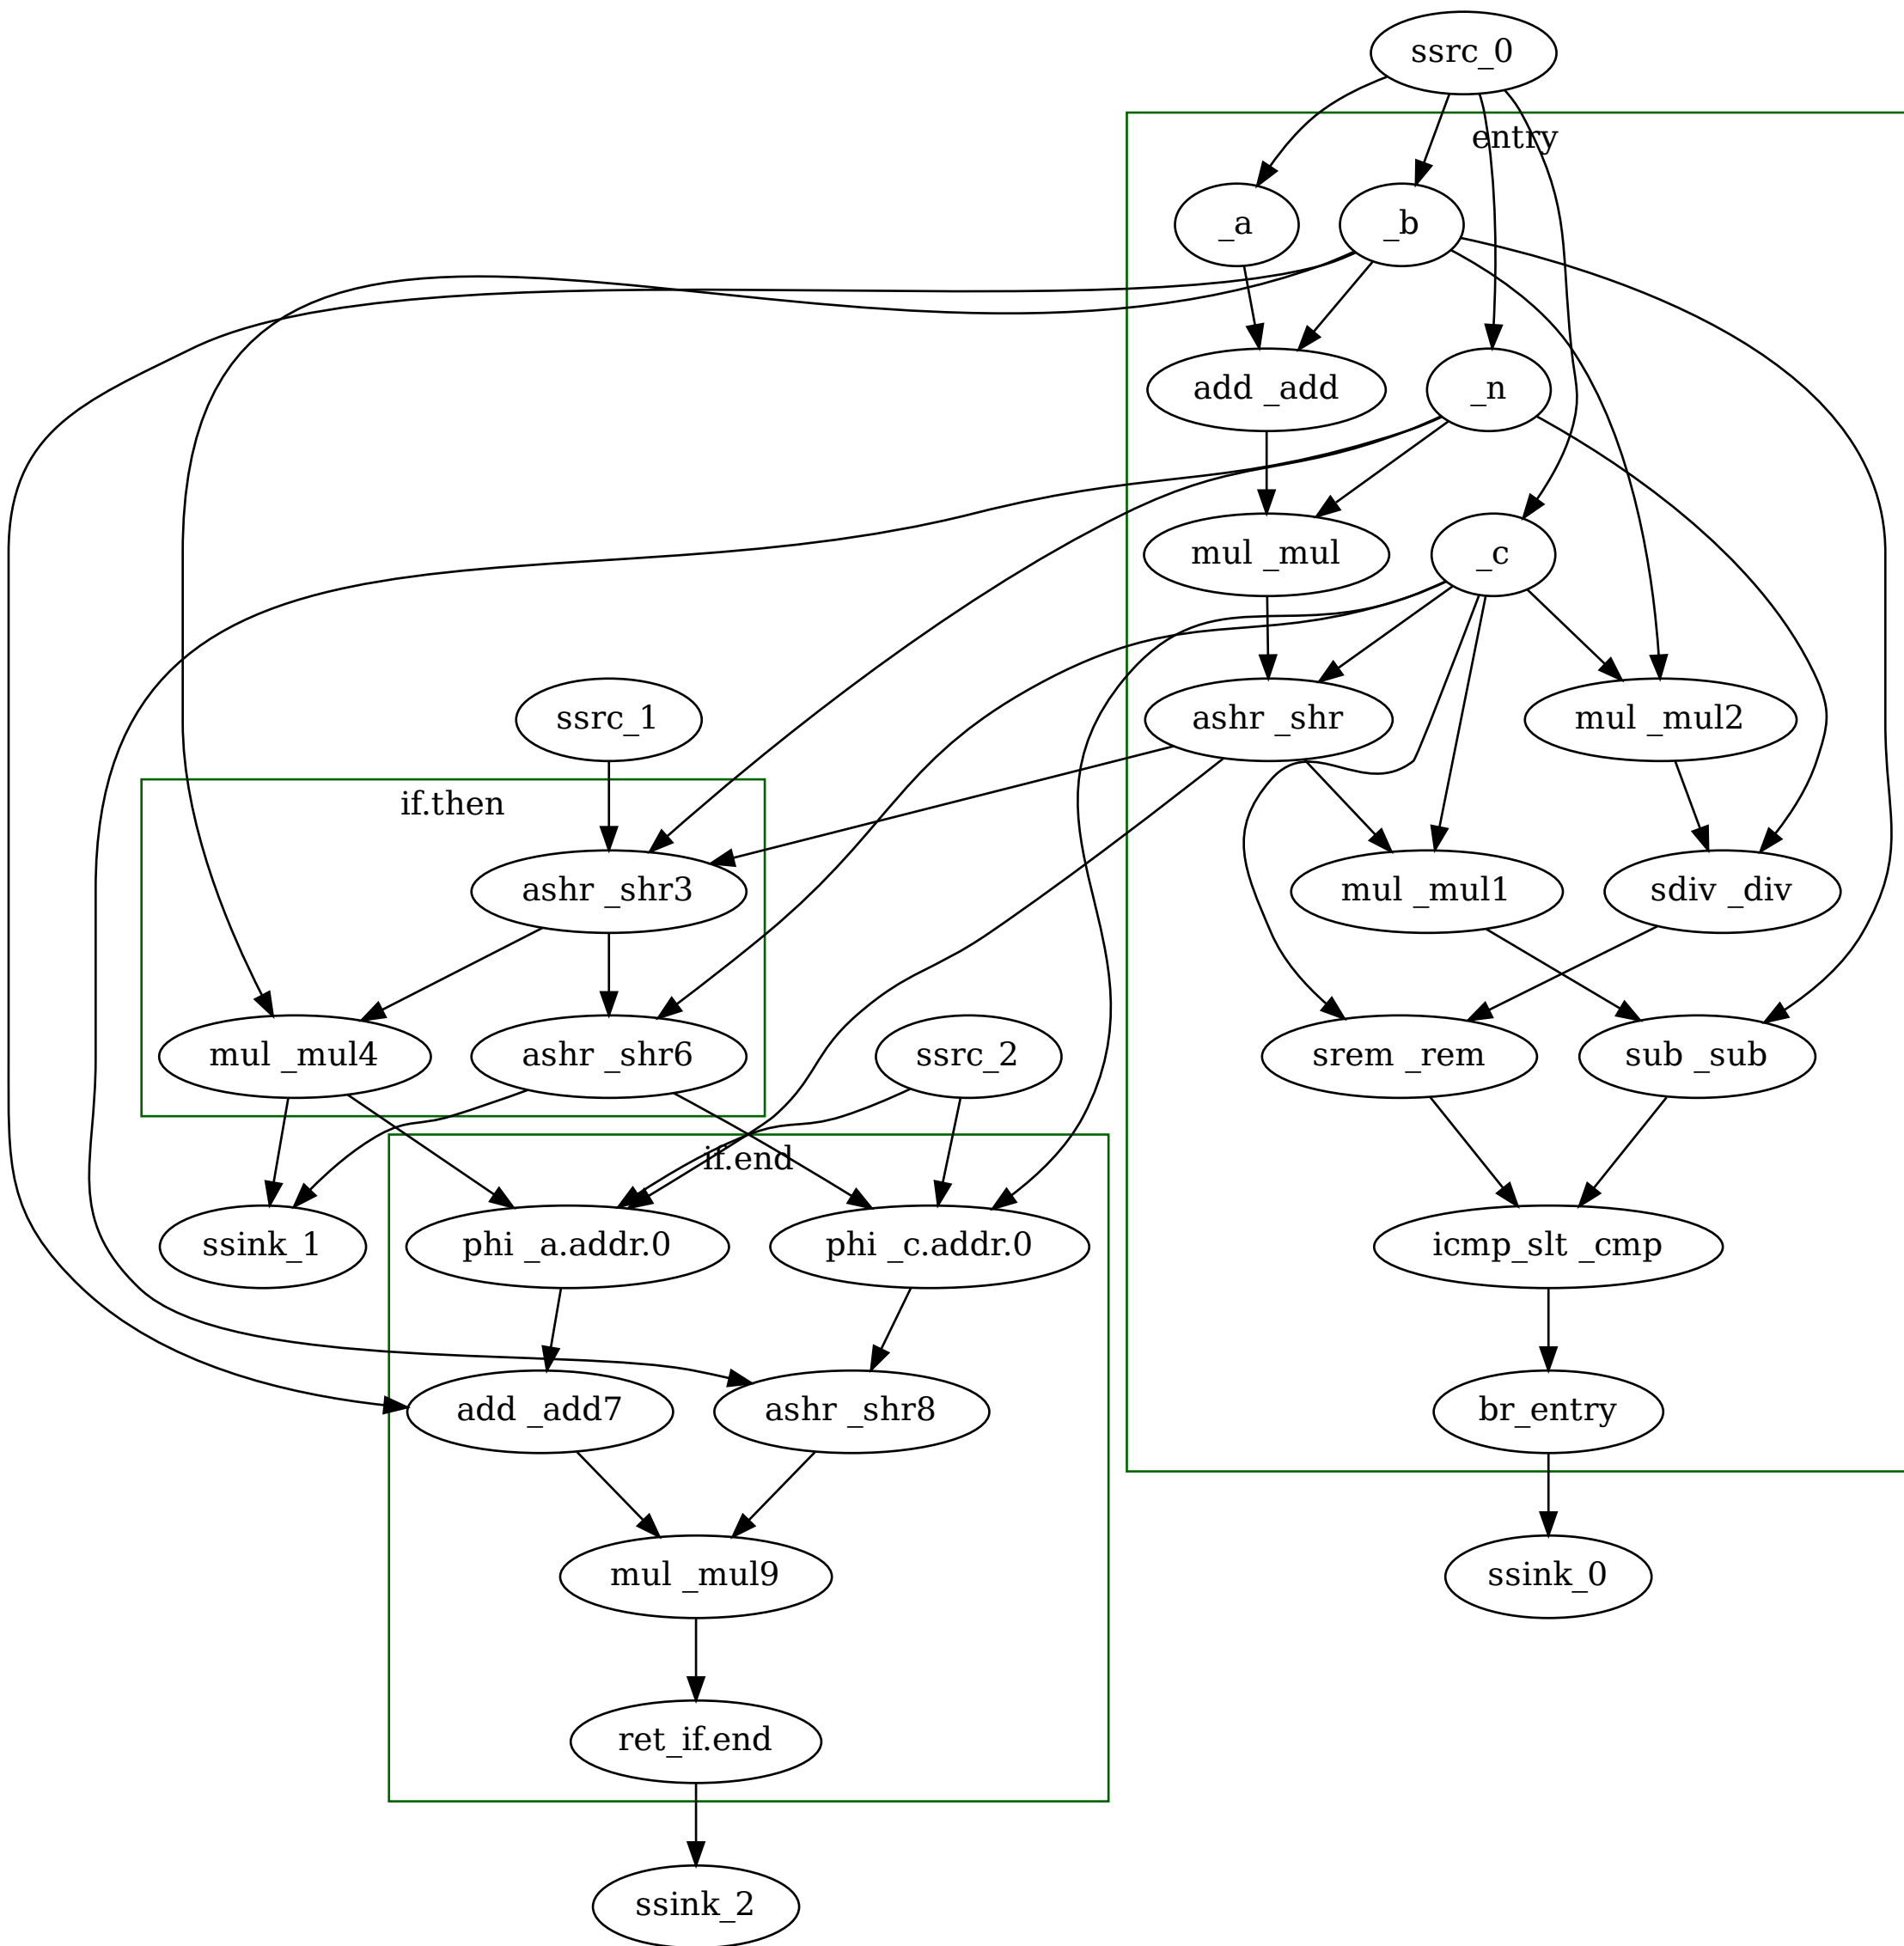 ssrc_0
entry
_a
_b
add _add
_n
mul _mul
_c
ssrc_1
ashr _shr
mul _mul2
if.then
ashr _shr3
mul _mul1
sdiv _div
mul _mul4
ashr _shr6
ssrc_2
srem _rem
sub _sub
if.end
ssink_1
phi _a.addr.0
phi _c.addr.0
icmp_slt _cmp
add _add7
ashr _shr8
br_entry
mul _mul9
ssink_0
ret_if.end
ssink_2